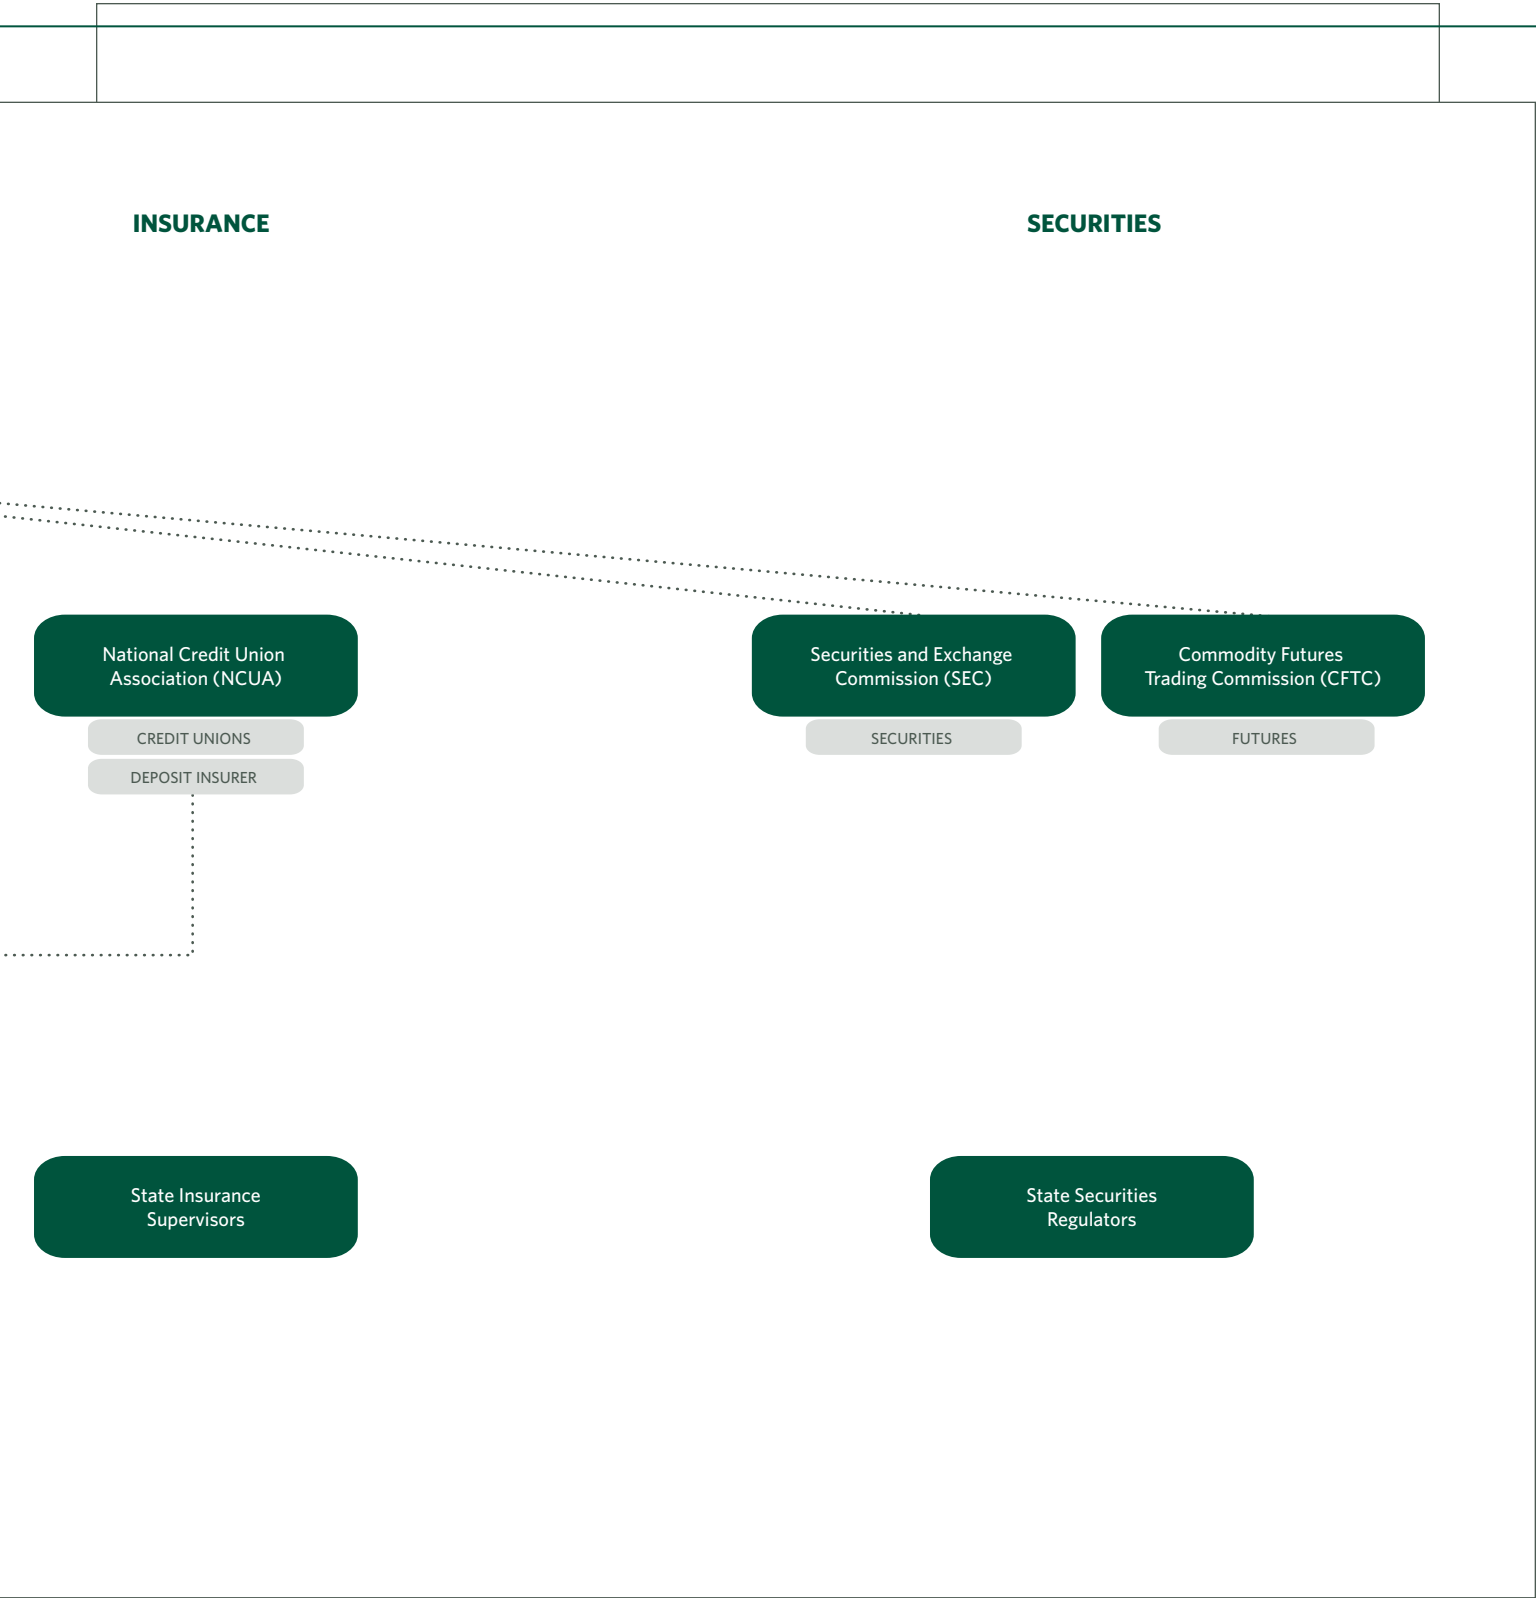 INSURANCE
SECURITIES
National Credit Union
Association (NCUA)
CREDIT UNIONS
DEPOSIT INSURER
Securities and Exchange
Commission (SEC)
SECURITIES
Commodity Futures
Trading Commission (CFTC)
FUTURES
State Insurance
Supervisors
State Securities
Regulators